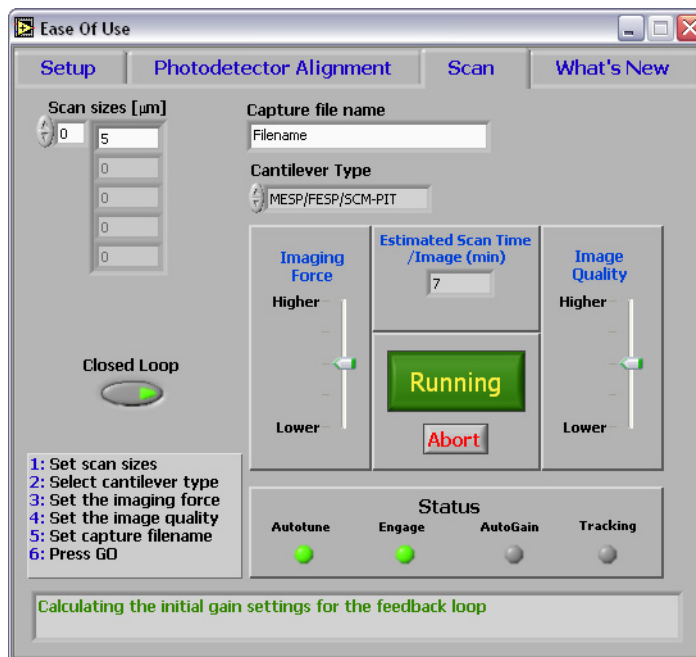 Ease Of Use
Setup
Photodetector Alignment
Scan
What's New
Scan sizes [µm]
0
5
0
0
0
0
Capture file name
Filename
Cantilever Type
MESP/FESP/SCM-PIT
Imaging
Force
Higher
Lower
Estimated Scan Time
/Image (min)
7
Running
Abort
Image
Quality
Higher
Lower
Closed Loop
1: Set scan sizes
2: Select cantilever type
3: Set the imaging force
4: Set the image quality
5: Set capture filename
6: Press GO
Status
Autotune
Engage
AutoGain
Tracking
Calculating the initial gain settings for the feedback loop